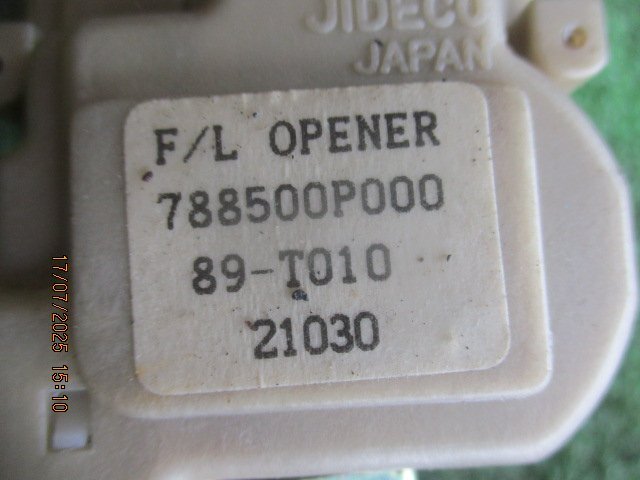 JIDECO
JAPAN
F/L OPENER
788500P000
89-T010
21030
17/07/2025 15:10